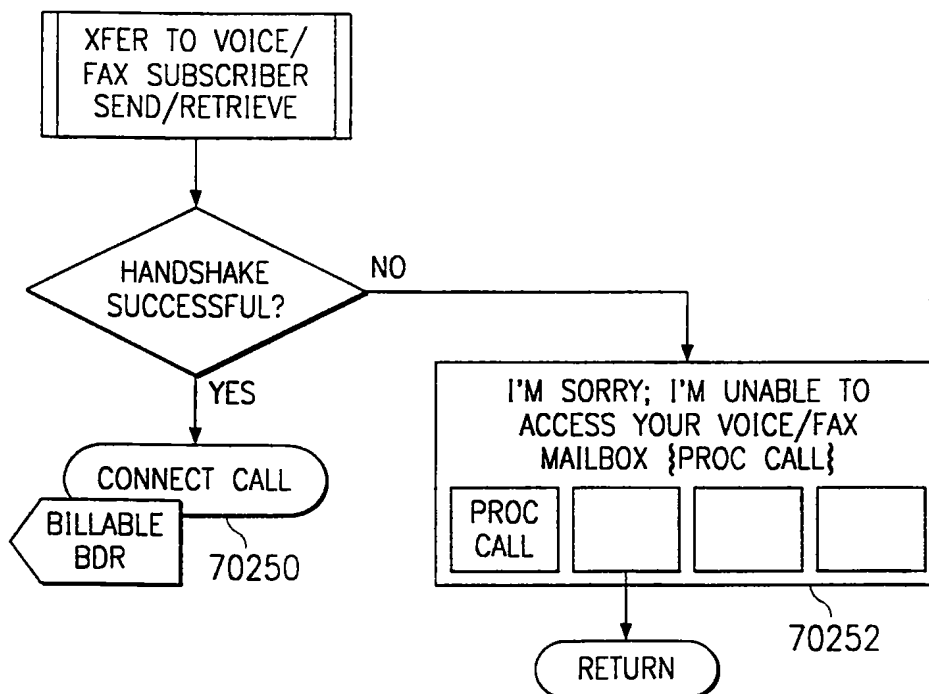 XFER TO VOICE/
FAX SUBSCRIBER
SEND/RETRIEVE
HANDSHAKE
SUCCESSFUL?
NO
YES
CONNECT CALL
BILLABLE
BDR
70250
I'M SORRY; I'M UNABLE TO
ACCESS YOUR VOICE/FAX
MAILBOX {PROC CALL{
PROC
CALL
70252
RETURN